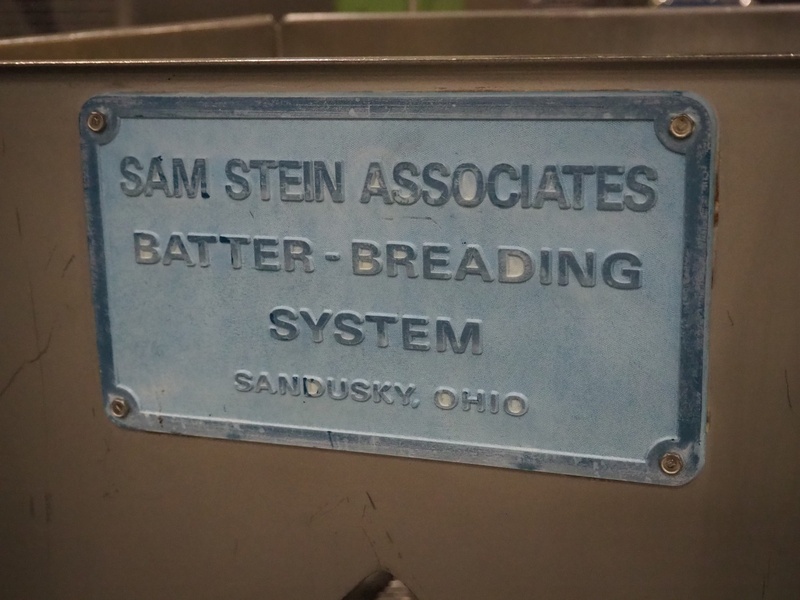 SAM STEIN ASSOCIATES
BATTER-BREADING
SYSTEM
SANDUSKY, OHIO